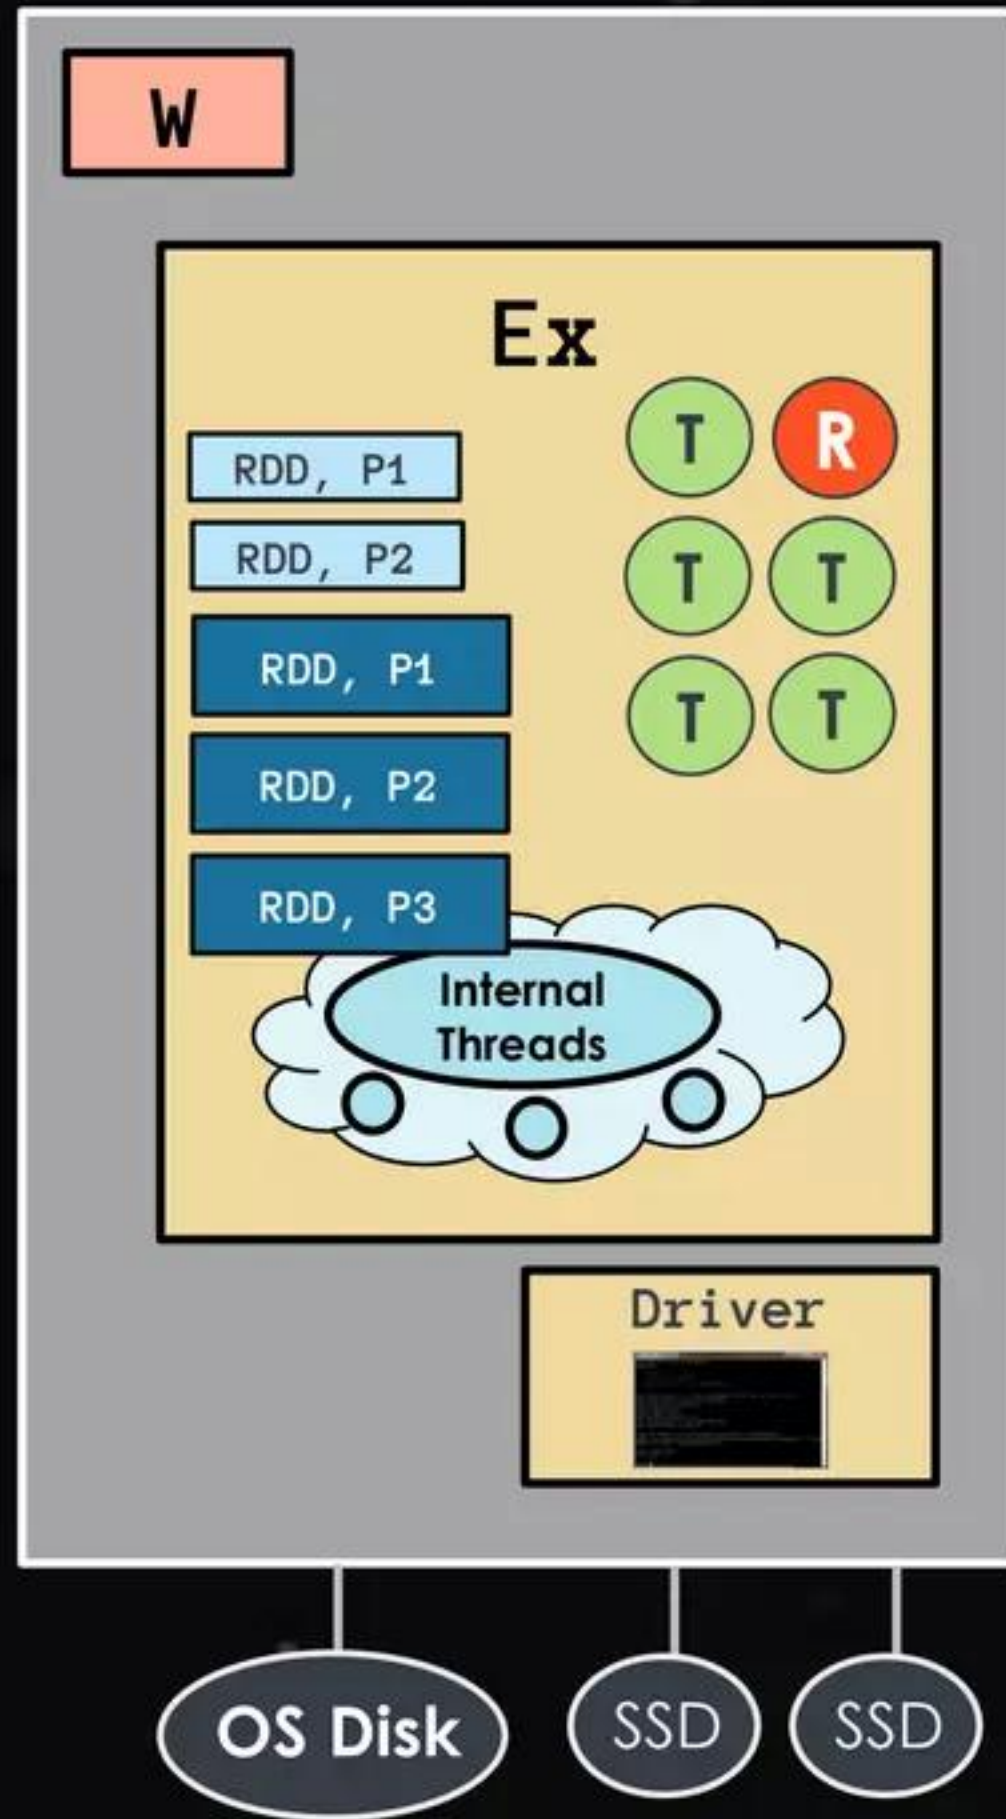 W
Ex
T R
RDD, P1
RDD, P2
T T
RDD, P1
T T
RDD, P2
RDD, P3
Internal
Threads
Driver
OS Disk
SSD
SSD